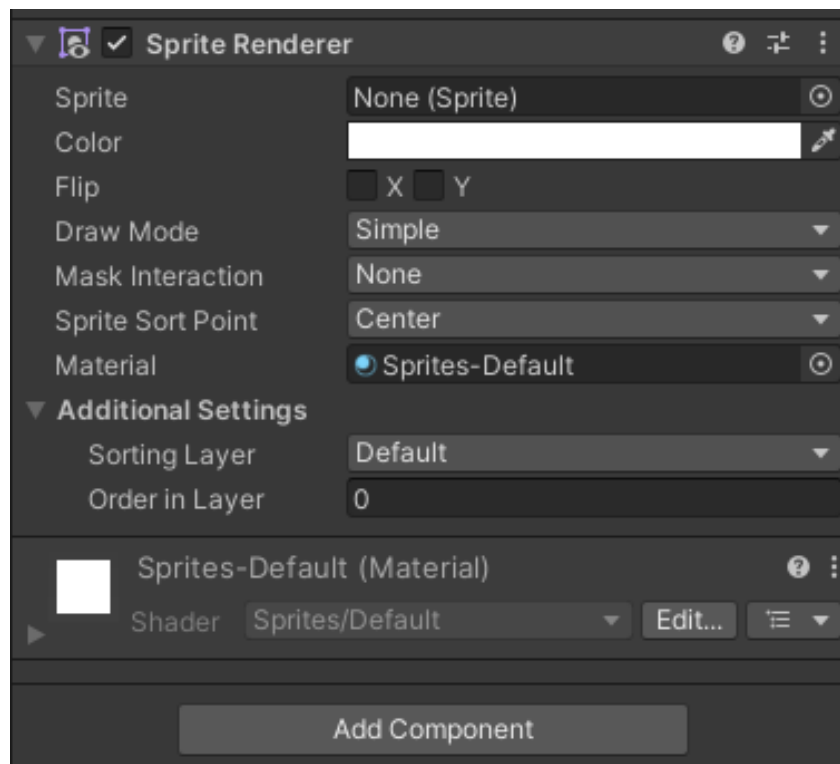 Sprite Renderer
Sprite None (Sprite)
Color
Flip X Y
Draw Mode Simple
Mask Interaction None
Sprite Sort Point Center
Material Sprites-Default
Additional Settings
Sorting Layer Default
Order in Layer 0
Sprites-Default (Material)
Shader Sprites/Default Edit...
Add Component